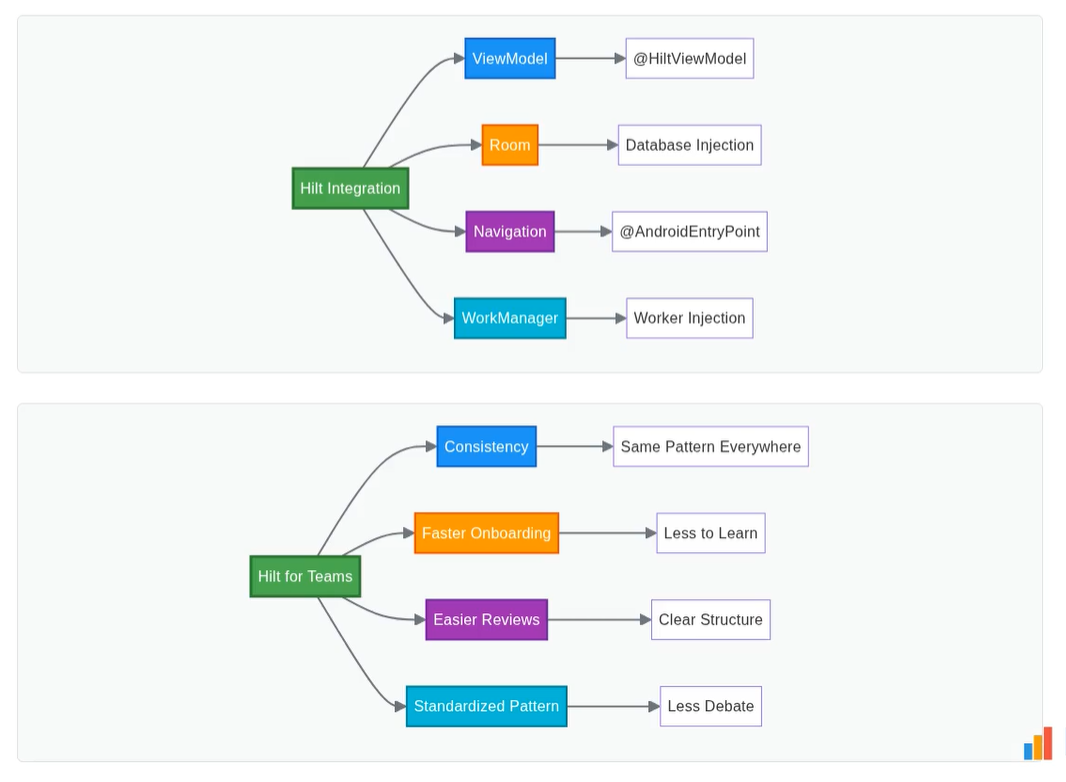 ViewModel
@HiltViewModel
Room
Database Injection
Hilt Integration
Navigation
@AndroidEntryPoint
WorkManager
Worker Injection
Consistency
Same Pattern Everywhere
Faster Onboarding
Less to Learn
Hilt for Teams
Easier Reviews
Clear Structure
Standardized Pattern
Less Debate